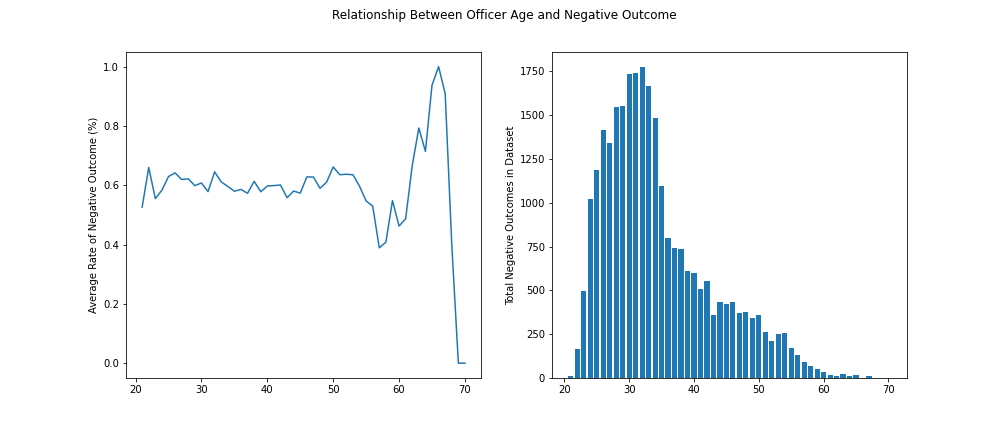 Relationship Between Officer Age and Negative Outcome
Average Rate of Negative Outcome (%)
1.0
0.8
0.6
0.4
0.2
0.0
20 30 40 50 60 70
Total Negative Outcomes in Dataset
1750
1500
1250
1000
750
500
250
0
20 30 40 50 60 70